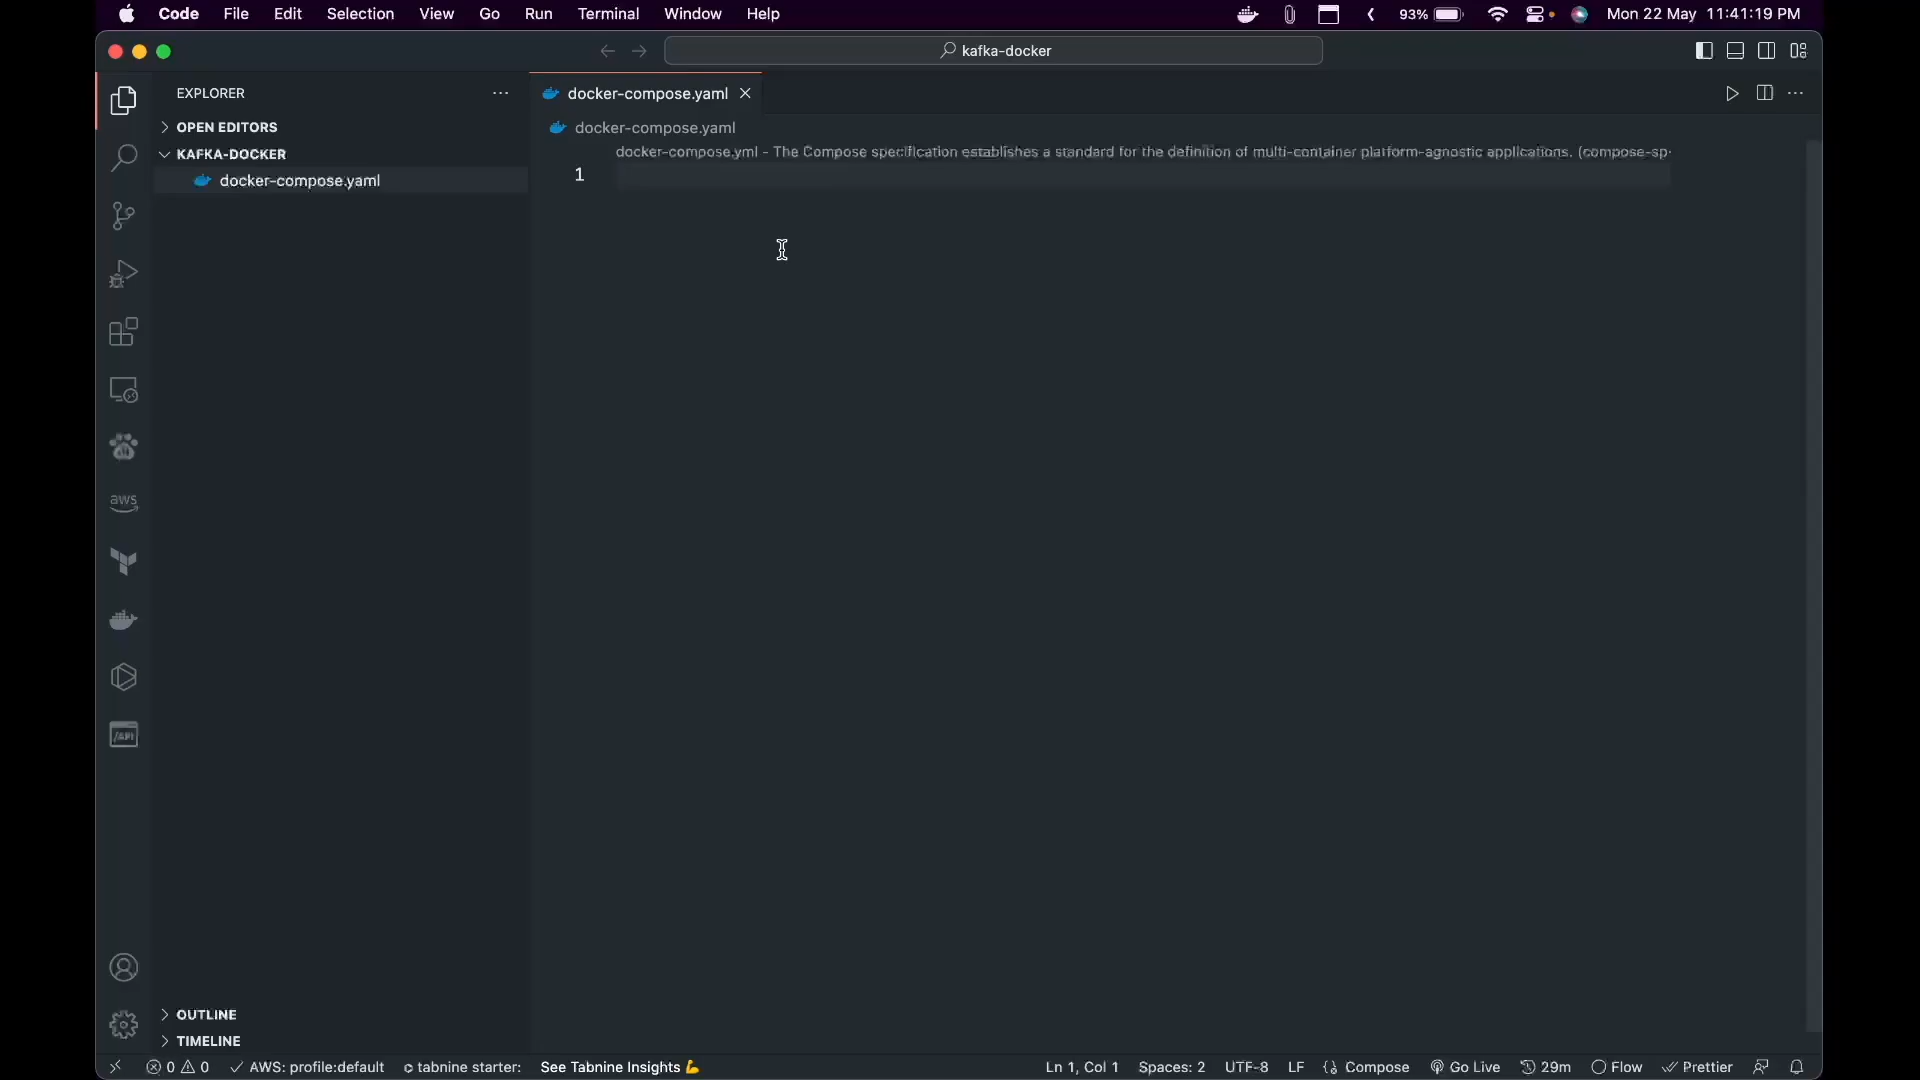 Code File Edit Selection View Go Run Terminal Window Help 93% Mon 22 May 11:41:19 PM
kafka-docker
EXPLORER
OPEN EDITORS
KAFKA-DOCKER
docker-compose.yaml
docker-compose.yaml
docker-compose.yaml
docker-compose.yml - The Compose specification establishes a standard for the definition of multi-container platform-agnostic applications. (compose-sp
1
aws
/API
OUTLINE
TIMELINE
0 0 AWS: profile:default tabnine starter: See Tabnine Insights Ln 1, Col 1 Spaces: 2 UTF-8 LF Compose Go Live 29m Flow Prettier